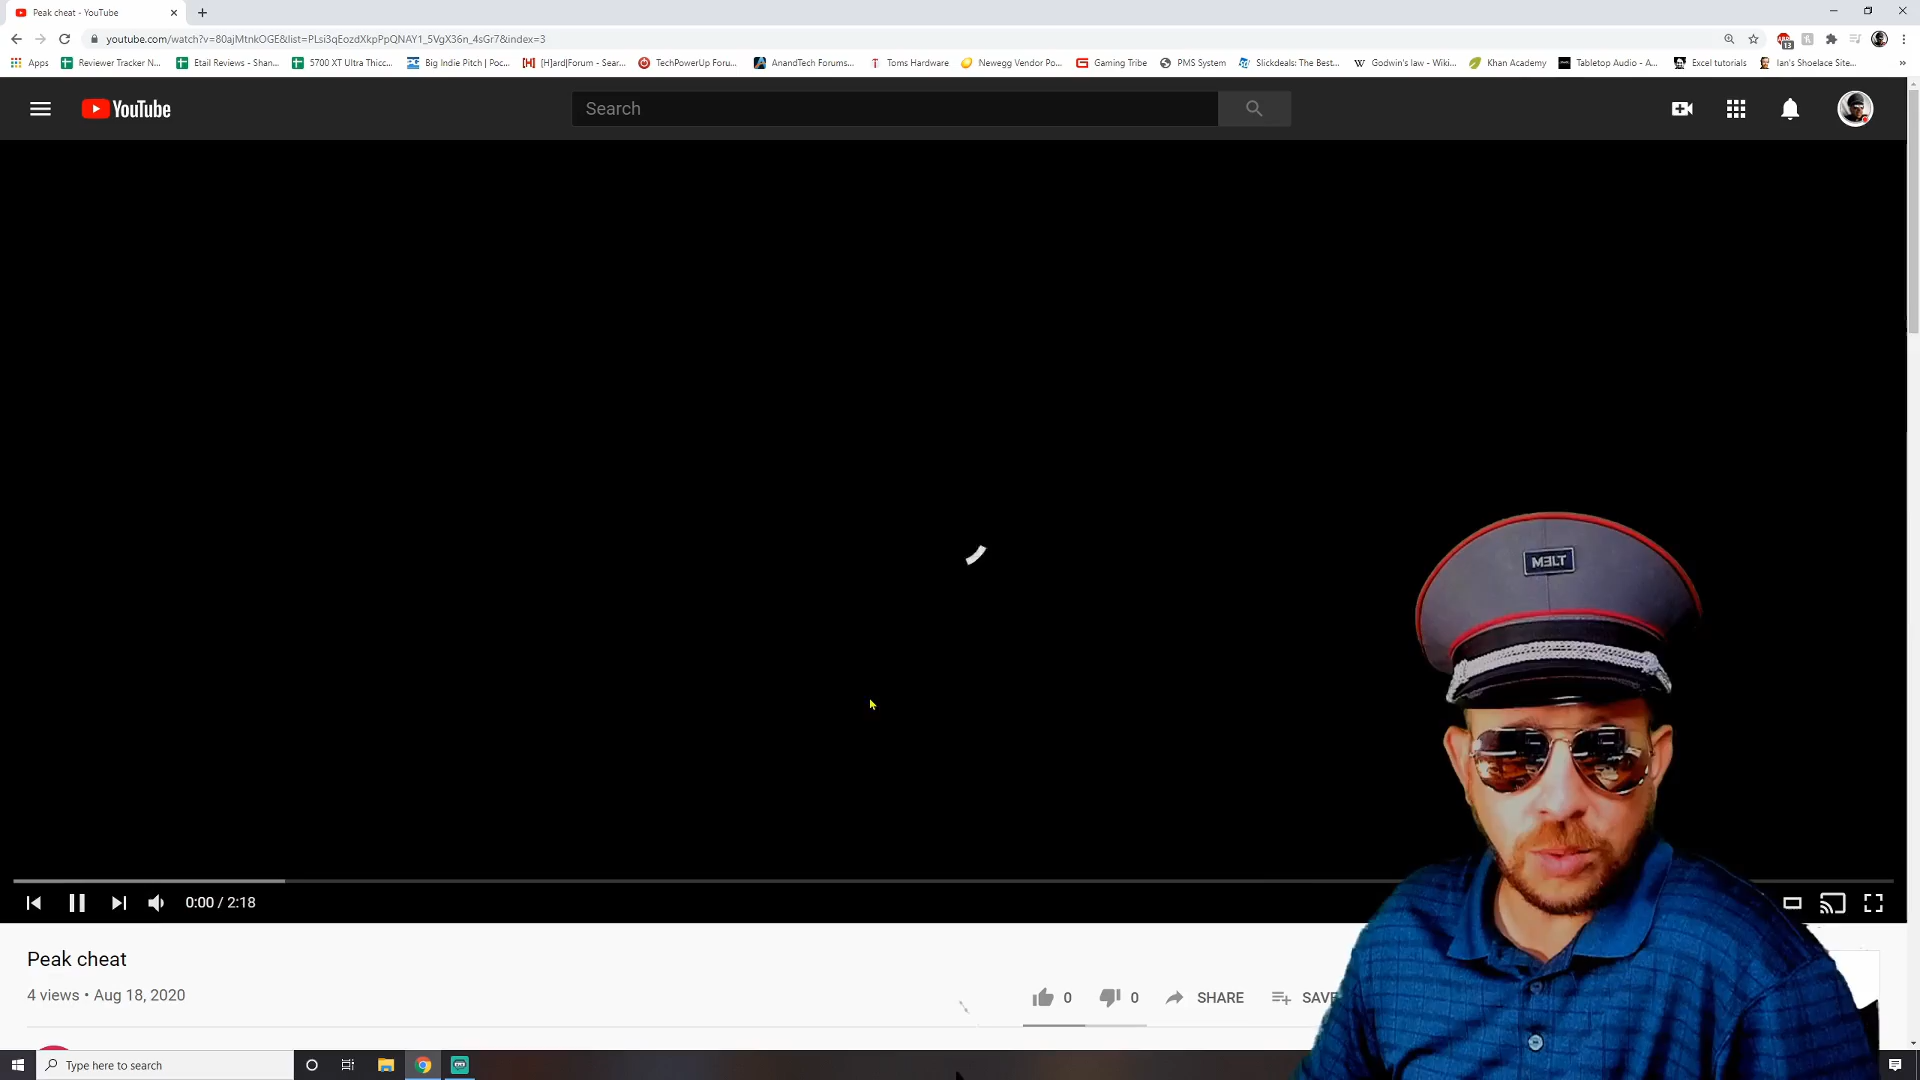 Peak cheat - YouTube
youtube.com/watch?v=80ajMtnkOGE&list=PLsi3qEozdXkpPpQNAY1_5VgX36n_4sGr7&index=3
Apps Reviewer Tracker N... Etail Reviews - Shan... 5700 XT Ultra Thicc... Big Indie Pitch | Poc... [H]ard|Forum - Sear... TechPowerUp Foru... AnandTech Forums... Toms Hardware Newegg Vendor Po... Gaming Tribe PMS System Slickdeals: The Best... Godwin's law - Wiki... Khan Academy Tabletop Audio - A... Excel tutorials Ian's Shoelace Site...
YouTube
Search
MƎLT
0:00 / 2:18
Peak cheat
4 views • Aug 18, 2020
0 0 SHARE SAVE
Type here to search